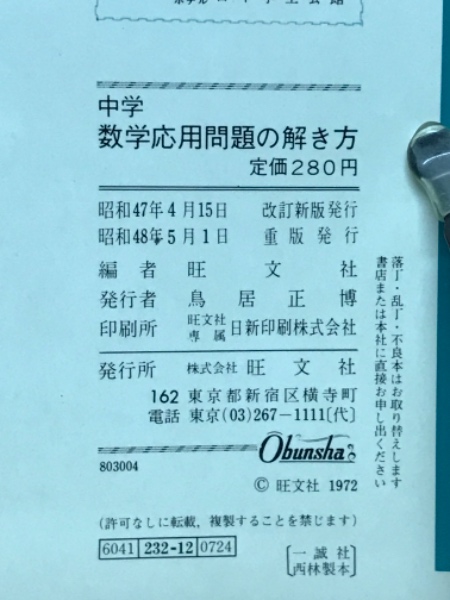 中学
数学応用問題の解き方
定価280円
昭和47年4月15日 改訂新版発行
昭和48年5月1日 重版発行
編者 旺文社
発行者 鳥居正博
印刷所 旺文社専属 日新印刷株式会社
発行所 株式会社 旺文社
162 東京都新宿区横寺町
電話 東京(03)267-1111[代]
Obunsha
803004
© 旺文社 1972
(許可なしに転載，複製することを禁じます)
6041 232-12 0724
[一誠社
西林製本]
落丁・乱丁・不良本はお取り替えします
書店または本社に直接お申し出ください